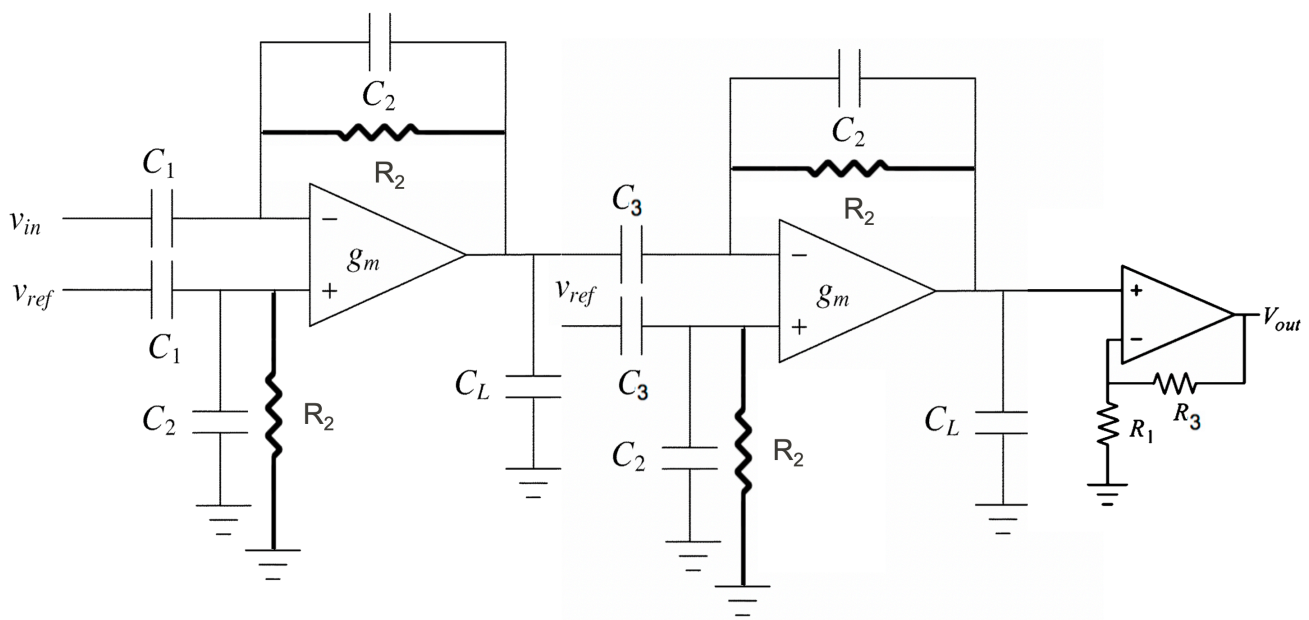 C2
R2
C1
vin
−
gm
vref
+
C1
C2
R2
CL
C2
R2
C3
−
vref
gm
+
C3
C2
R2
CL
+
−
Vout
R3
R1